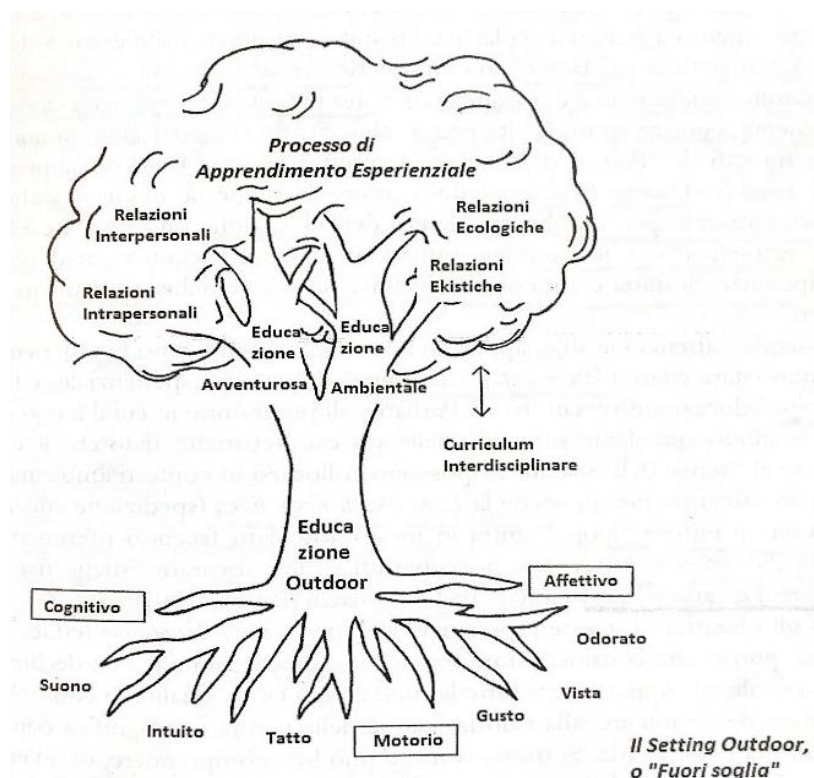 Processo di
Apprendimento Esperienziale
Relazioni
Interpersonali
Relazioni
Ecologiche
Relazioni
Intrapersonali
Relazioni
Ekistiche
Educa
zione
Avventurosa
Educa
zione
Ambientale
Curriculum
Interdisciplinare
Educa
zione
Outdoor
Cognitivo
Affettivo
Suono
Intuito
Tatto
Motorio
Gusto
Vista
Odorato
Il Setting Outdoor,
o "Fuori soglia"